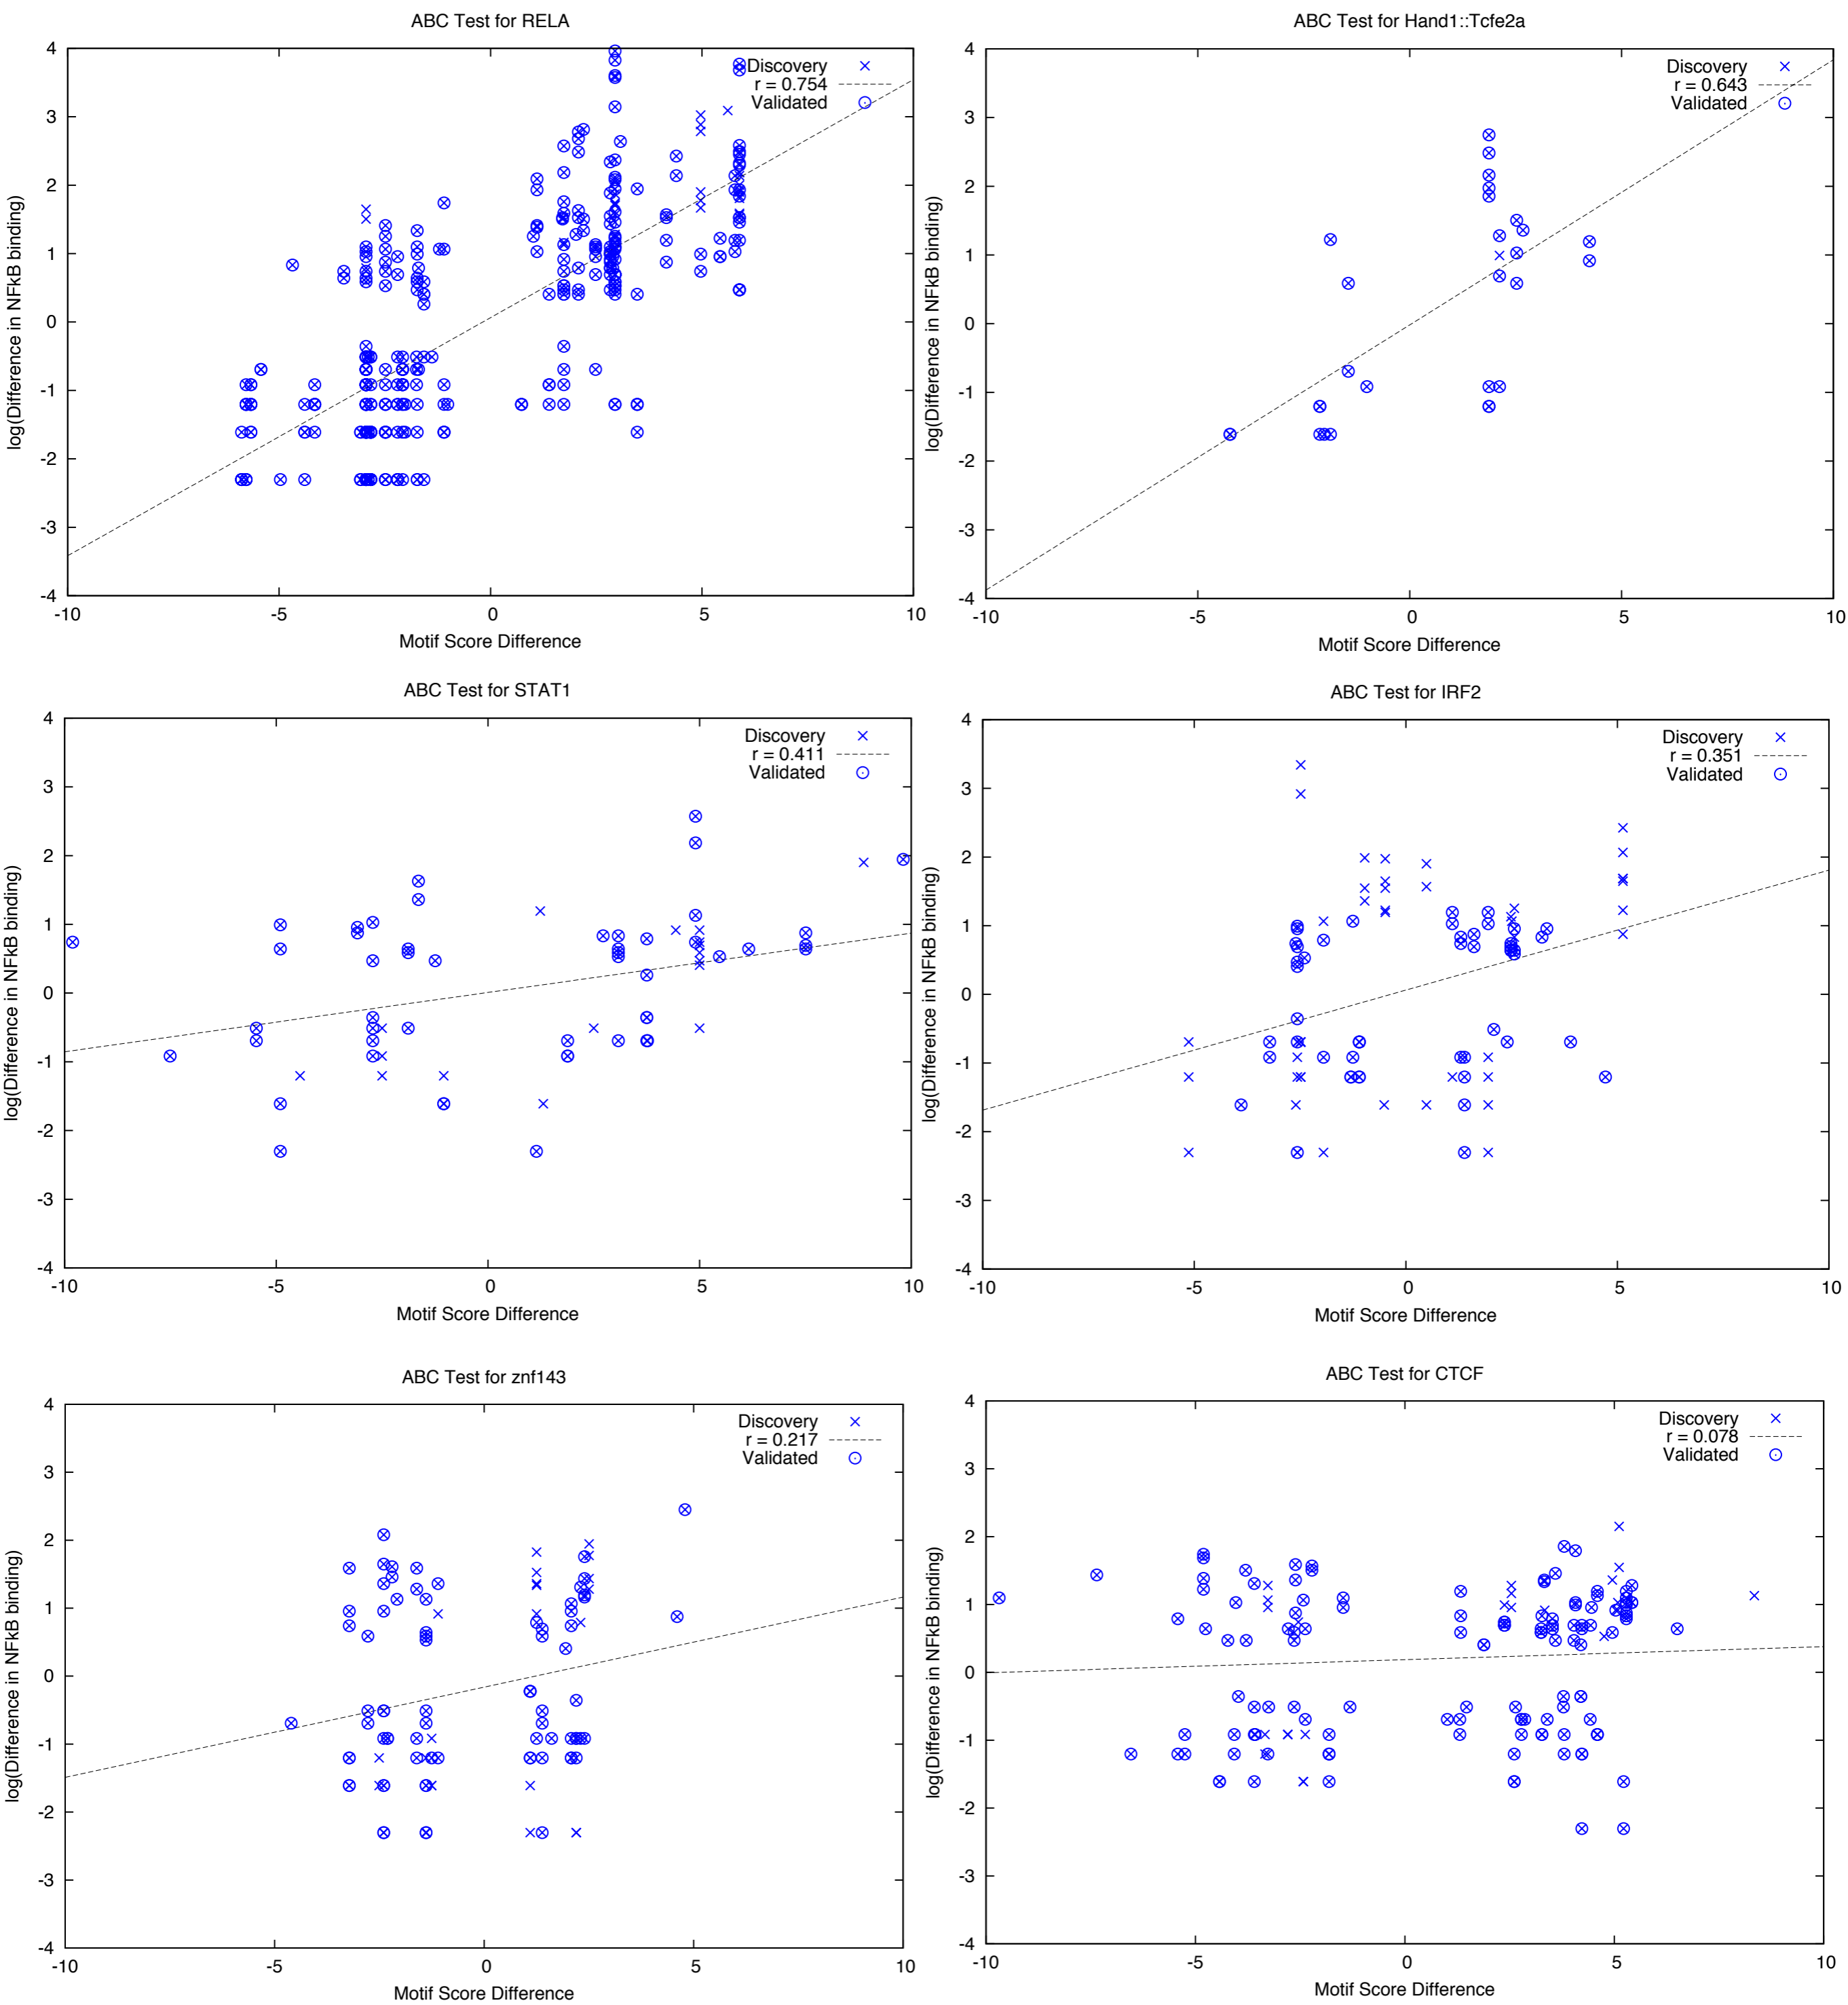 ABC Test for RELA
4
3
2
1
0
-1
-2
-3
-4
-10
-5
0
5
10
log(Difference in NFkB binding)
Motif Score Difference
Discovery
r = 0.754
Validated
ABC Test for Hand1::Tcfe2a
4
3
2
1
0
-1
-2
-3
-4
-10
-5
0
5
10
log(Difference in NFkB binding)
Motif Score Difference
Discovery
r = 0.643
Validated
ABC Test for STAT1
4
3
2
1
0
-1
-2
-3
-4
-10
-5
0
5
10
log(Difference in NFkB binding)
Motif Score Difference
Discovery
r = 0.411
Validated
ABC Test for IRF2
4
3
2
1
0
-1
-2
-3
-4
-10
-5
0
5
10
log(Difference in NFkB binding)
Motif Score Difference
Discovery
r = 0.351
Validated
ABC Test for znf143
4
3
2
1
0
-1
-2
-3
-4
-10
-5
0
5
10
log(Difference in NFkB binding)
Motif Score Difference
Discovery
r = 0.217
Validated
ABC Test for CTCF
4
3
2
1
0
-1
-2
-3
-4
-10
-5
0
5
10
log(Difference in NFkB binding)
Motif Score Difference
Discovery
r = 0.078
Validated